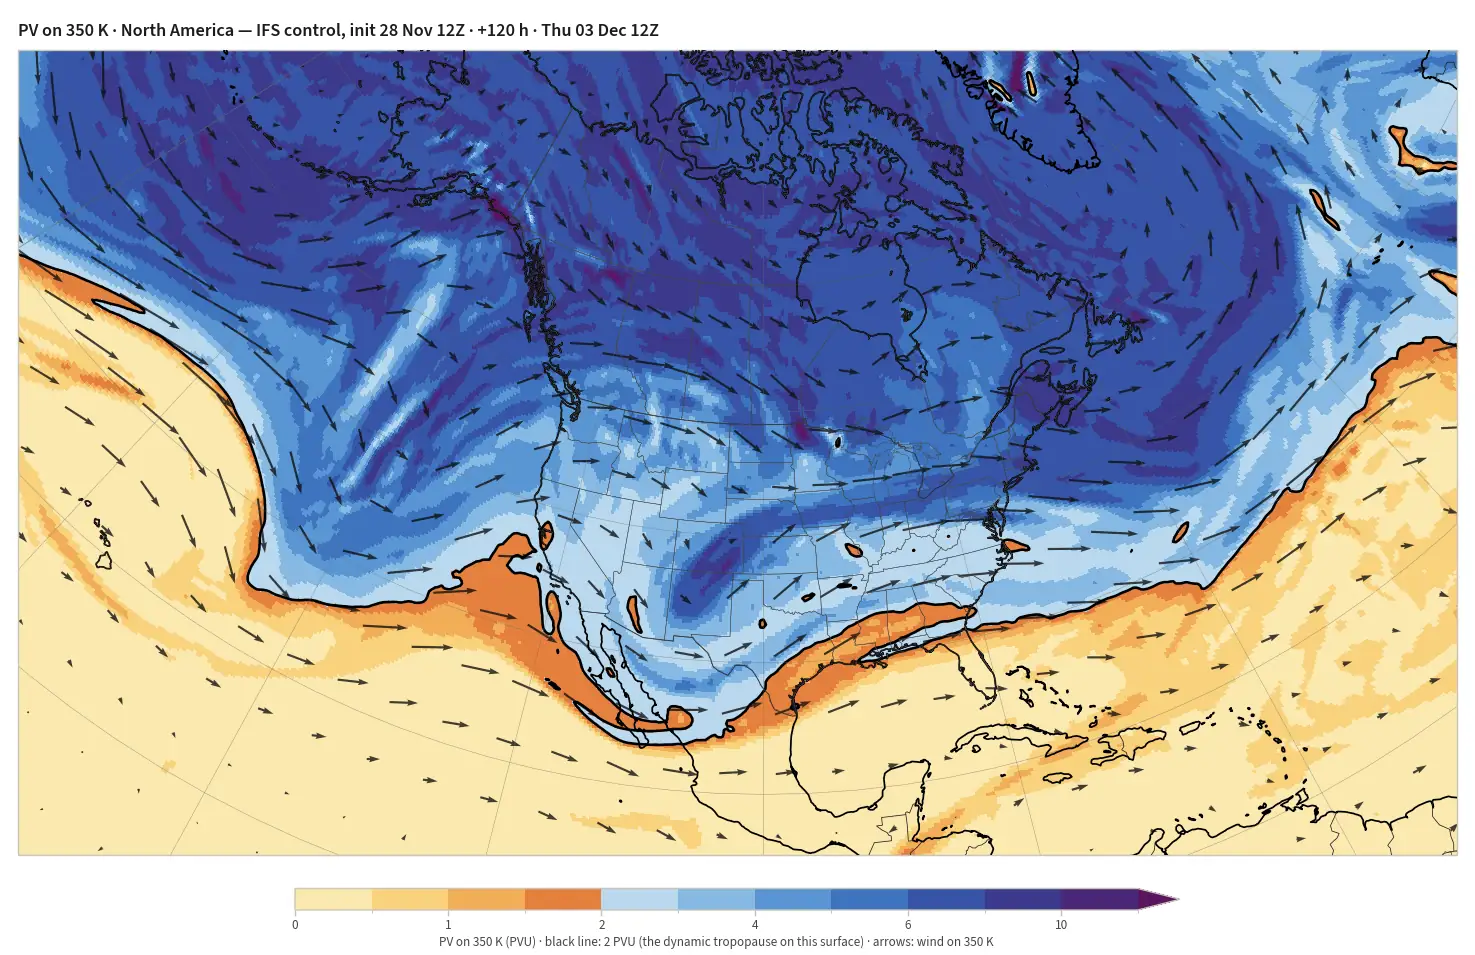 PV on 350 K · North America — IFS control, init 28 Nov 12Z · +120 h · Thu 03 Dec 12Z
0 1 2 4 6 8 10
PV on 350 K (PVU) · black line: 2 PVU (the dynamic tropopause on this surface) · arrows: wind on 350 K